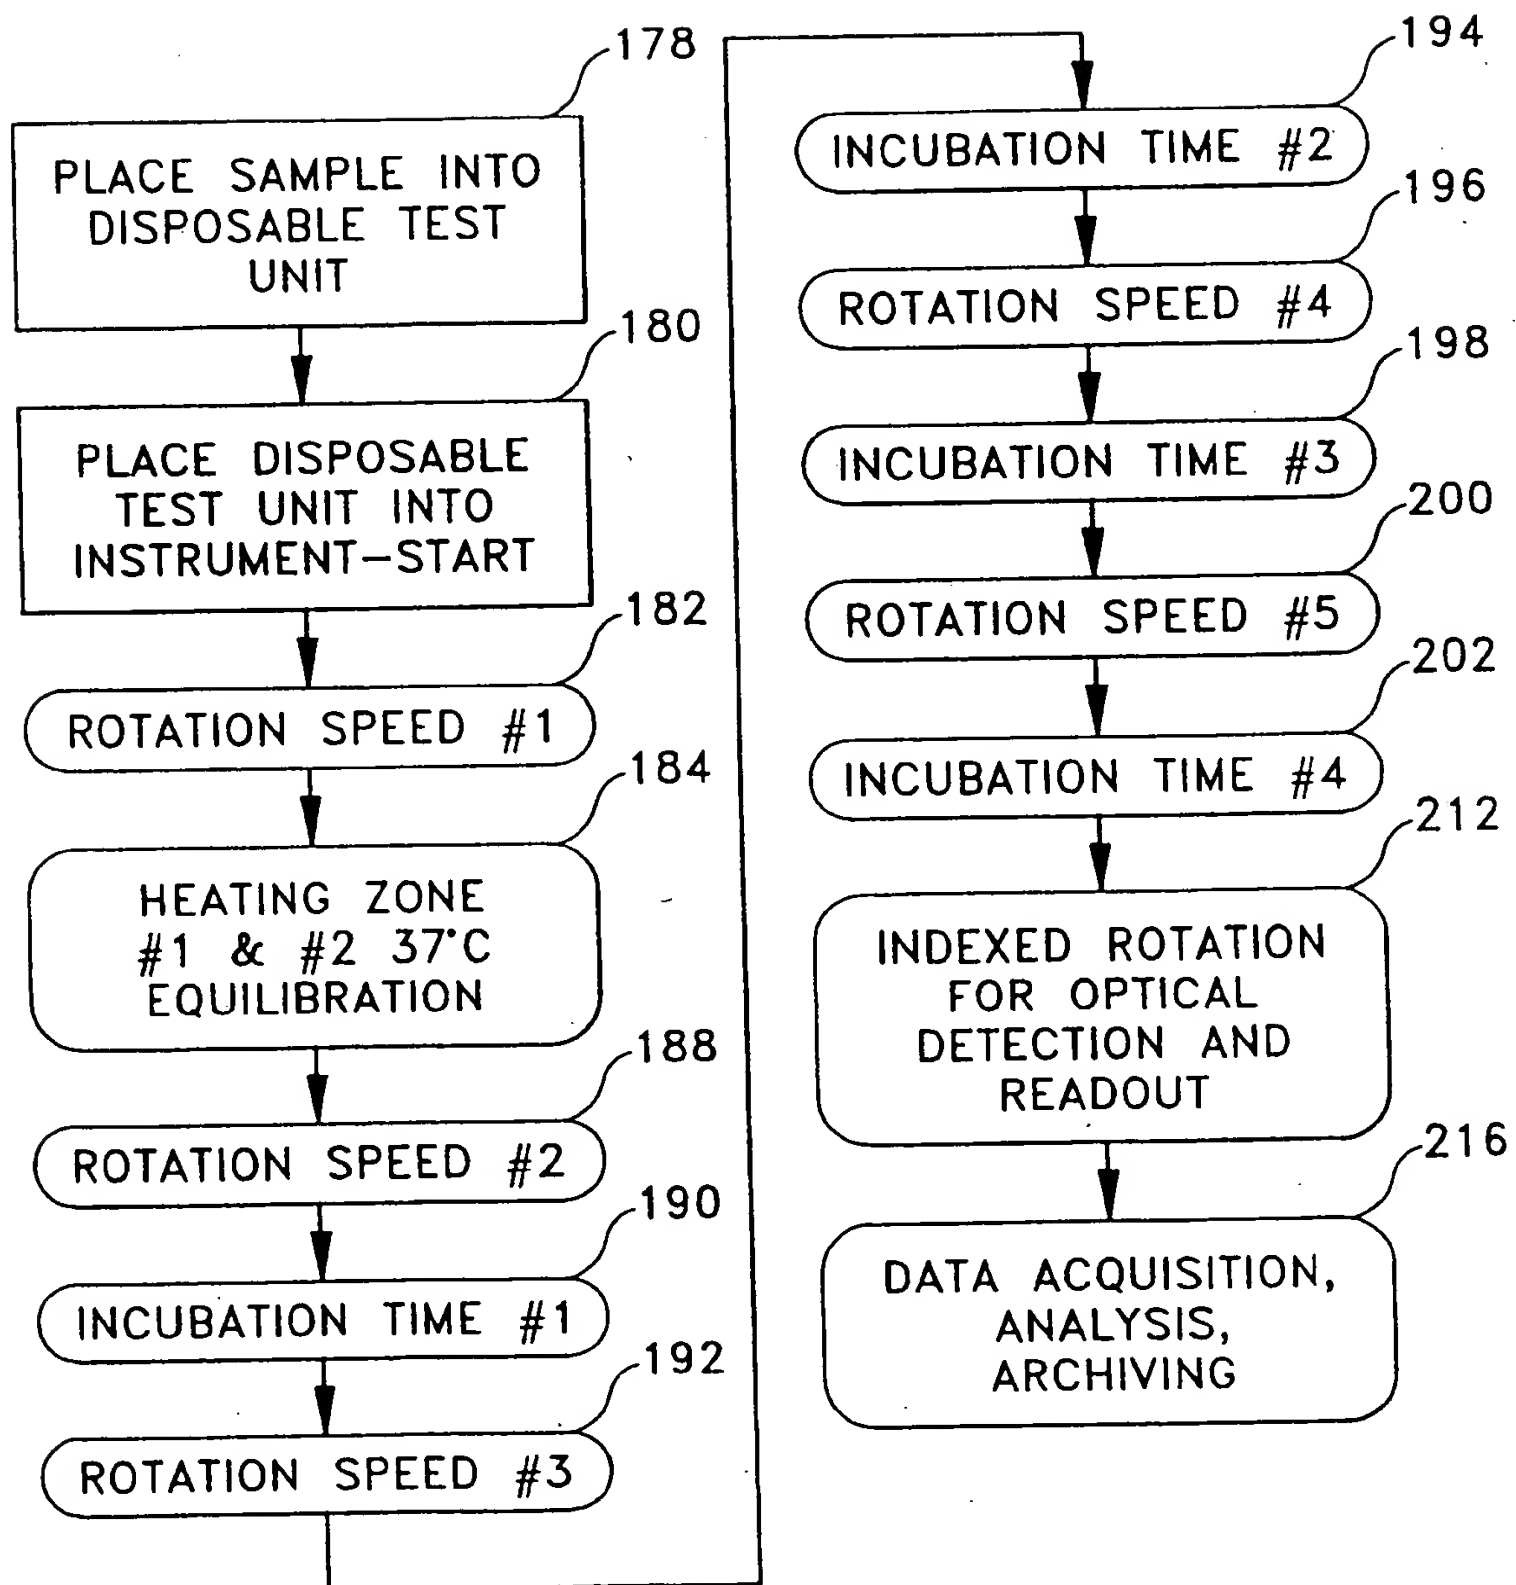 178
PLACE SAMPLE INTO
DISPOSABLE TEST
UNIT
180
PLACE DISPOSABLE
TEST UNIT INTO
INSTRUMENT-START
182
ROTATION SPEED #1
184
HEATING ZONE
#1 & #2 37°C
EQUILIBRATION
188
ROTATION SPEED #2
190
INCUBATION TIME #1
192
ROTATION SPEED #3
194
INCUBATION TIME #2
196
ROTATION SPEED #4
198
INCUBATION TIME #3
200
ROTATION SPEED #5
202
INCUBATION TIME #4
212
INDEXED ROTATION
FOR OPTICAL
DETECTION AND
READOUT
216
DATA ACQUISITION,
ANALYSIS,
ARCHIVING